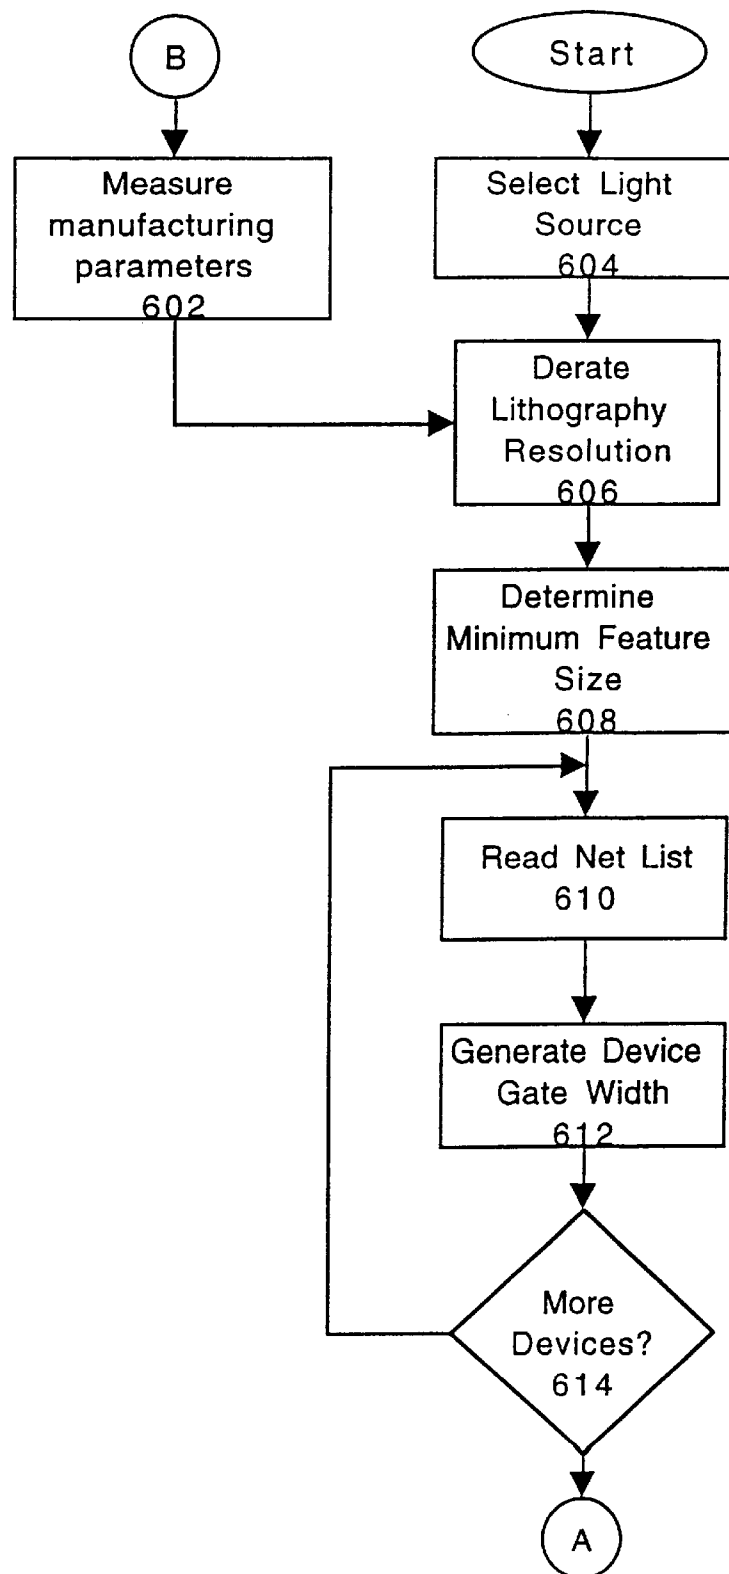 B
Start
Measure
manufacturing
parameters
602
Select Light
Source
604
Derate
Lithography
Resolution
606
Determine
Minimum Feature
Size
608
Read Net List
610
Generate Device
Gate Width
612
More
Devices?
614
A